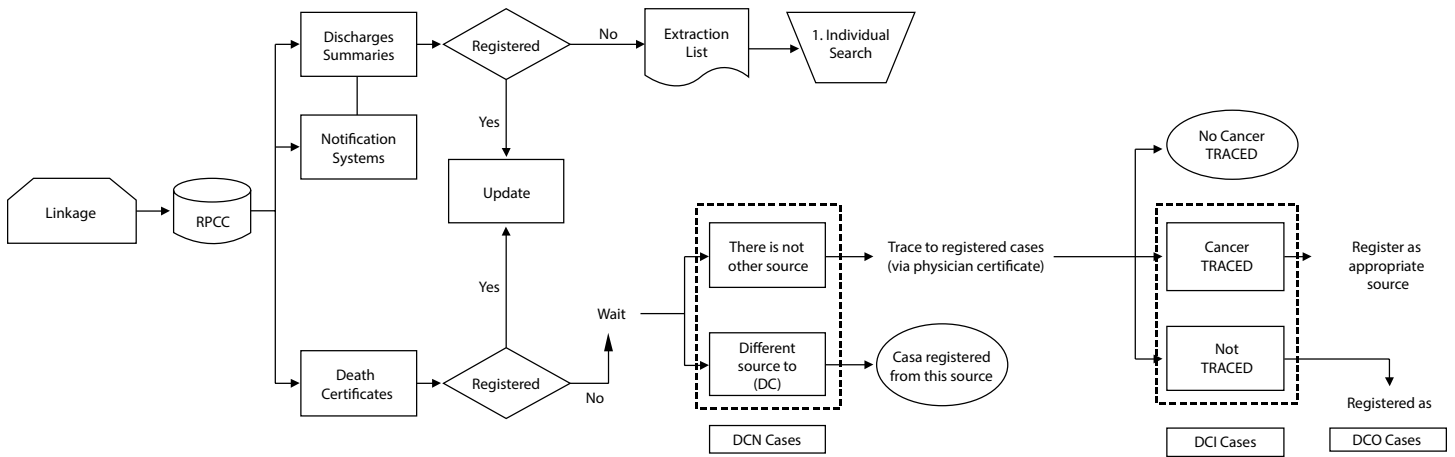 Discharges
Summaries
Registered
No
Extraction
List
1. Individual
Search
Yes
Notification
Systems
Update
Linkage
RPCC
Yes
Death
Certificates
Registered
No
Wait
There is not
other source
Different
source to
(DC)
DCN Cases
Trace to registered cases
(via physician certificate)
Casa registered
from this source
No Cancer
TRACED
Cancer
TRACED
Register as
appropriate
source
Not
TRACED
Registered as
DCI Cases
DCO Cases